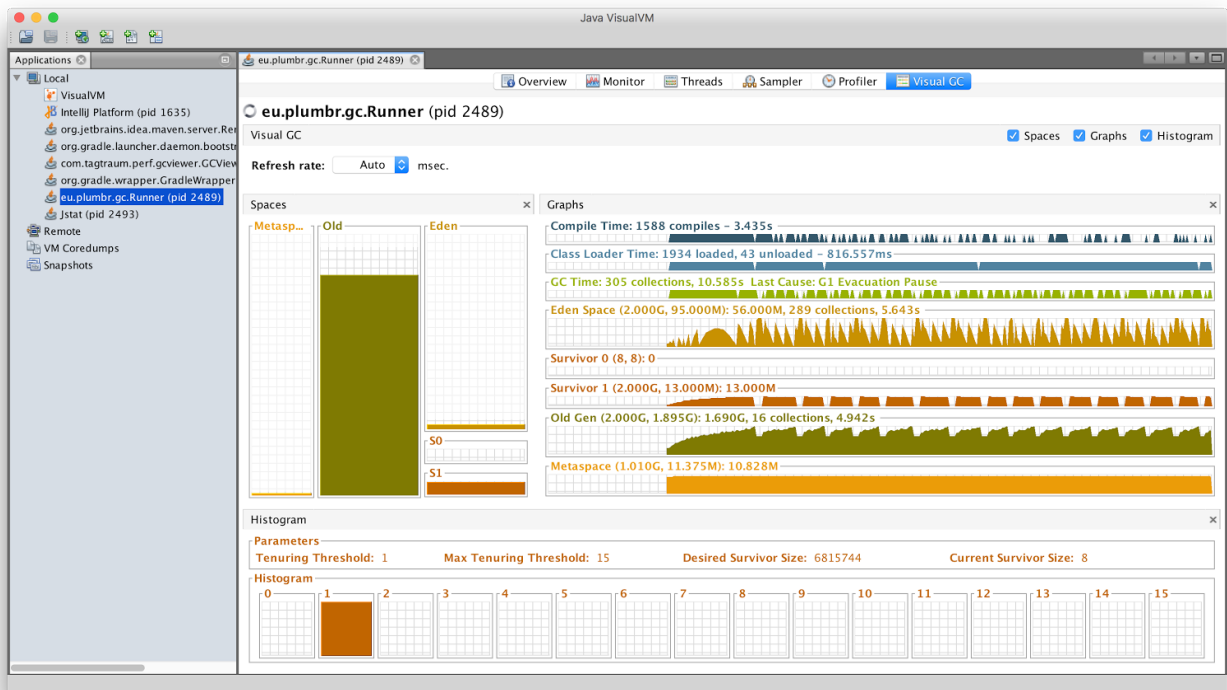 Java VisualVM
Applications
Local
VisualVM
IntelliJ Platform (pid 1635)
org.jetbrains.idea.maven.server.Rer
org.gradle.launcher.daemon.bootstr
com.tagtraum.perf.gcviewer.GCView
org.gradle.wrapper.GradleWrapper
eu.plumbr.gc.Runner (pid 2489)
Jstat (pid 2493)
Remote
VM Coredumps
Snapshots
eu.plumbr.gc.Runner (pid 2489)
Overview Monitor Threads Sampler Profiler Visual GC
eu.plumbr.gc.Runner (pid 2489)
Visual GC Spaces Graphs Histogram
Refresh rate: Auto msec.
Spaces
Metasp... Old Eden
S0
S1
Graphs
Compile Time: 1588 compiles - 3.435s
Class Loader Time: 1934 loaded, 43 unloaded - 816.557ms
GC Time: 305 collections, 10.585s Last Cause: G1 Evacuation Pause
Eden Space (2.000G, 95.000M): 56.000M, 289 collections, 5.643s
Survivor 0 (8, 8): 0
Survivor 1 (2.000G, 13.000M): 13.000M
Old Gen (2.000G, 1.895G): 1.690G, 16 collections, 4.942s
Metaspace (1.010G, 11.375M): 10.828M
Histogram
Parameters
Tenuring Threshold: 1 Max Tenuring Threshold: 15 Desired Survivor Size: 6815744 Current Survivor Size: 8
Histogram
0 1 2 3 4 5 6 7 8 9 10 11 12 13 14 15